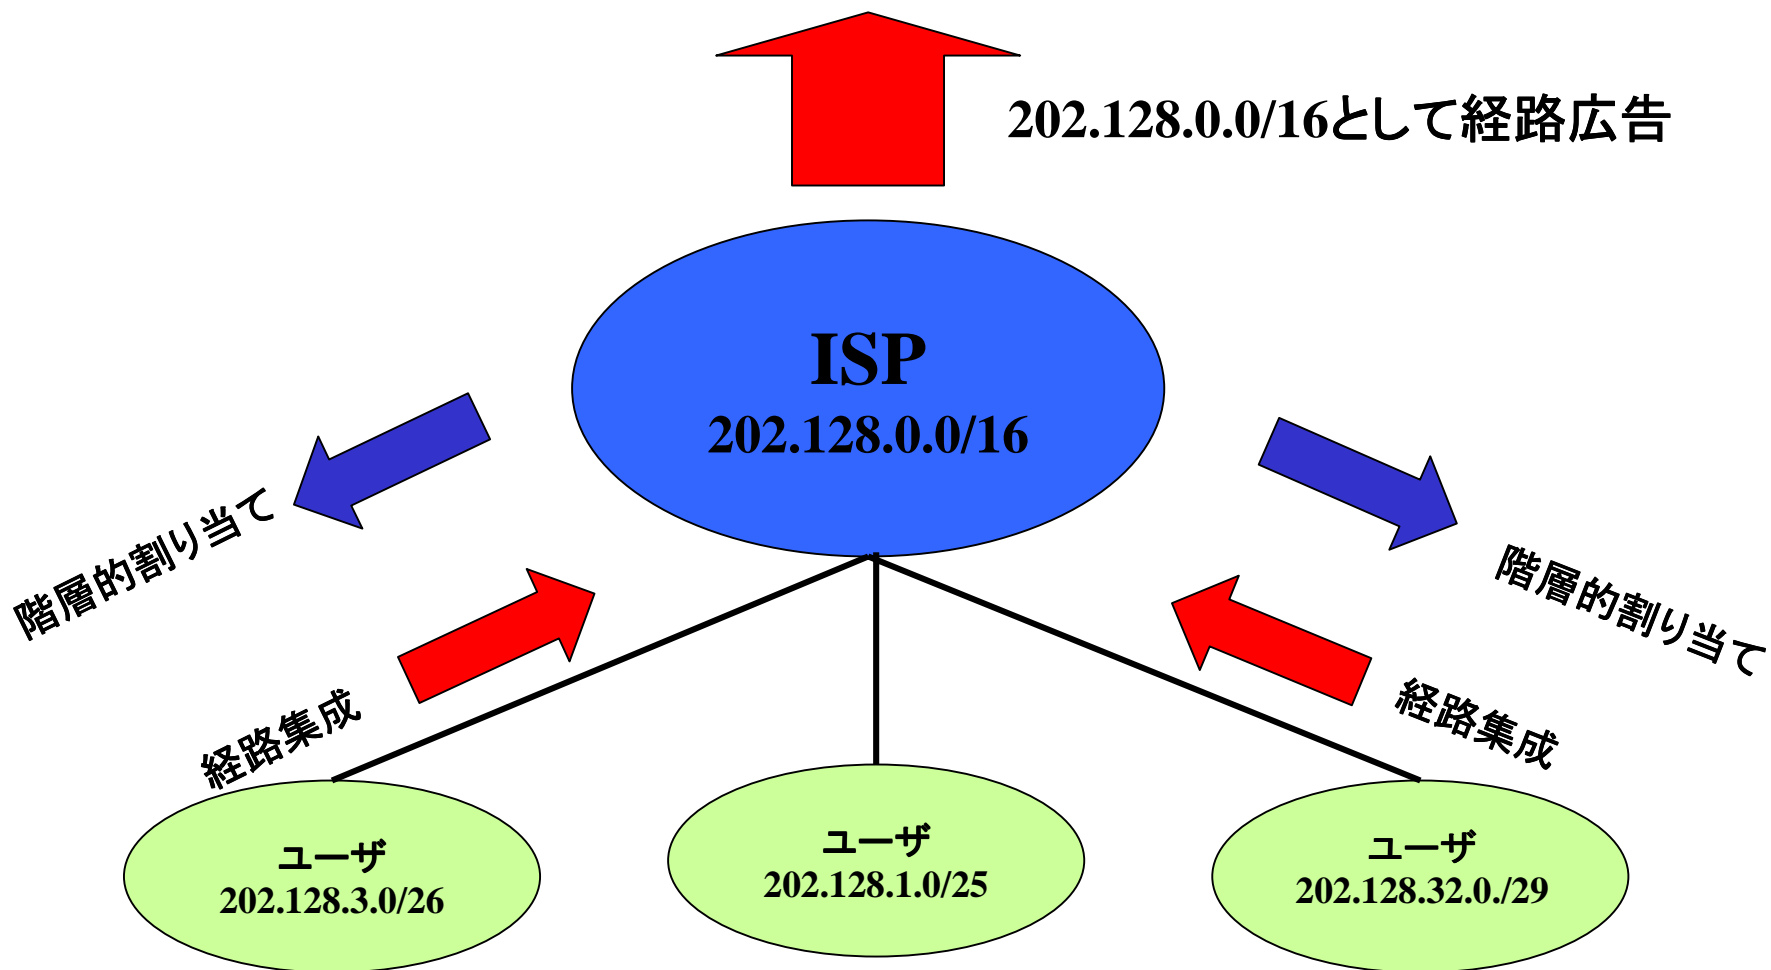 202.128.0.0/16として経路広告
ISP
202.128.0.0/16
階層的割り当て
階層的割り当て
経路集成
経路集成
ユーザ
202.128.3.0/26
ユーザ
202.128.1.0/25
ユーザ
202.128.32.0./29